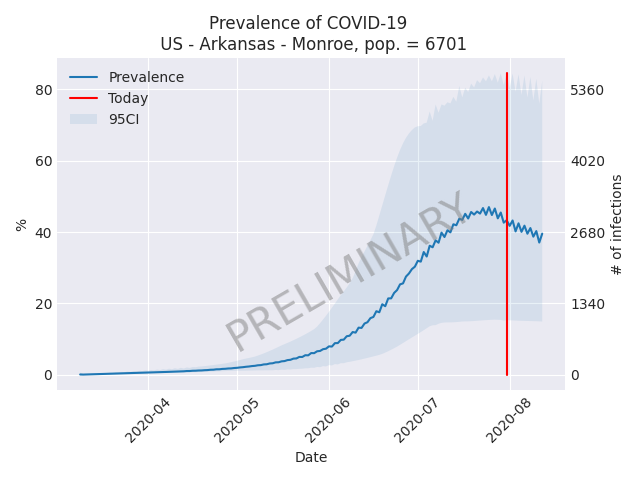 Prevalence of COVID-19
US - Arkansas - Monroe, pop. = 6701
Prevalence
Today
95CI
80
60
40
20
0
%
5360
4020
2680
1340
0
# of infections
PRELIMINARY
2020-04
2020-05
2020-06
2020-07
2020-08
Date